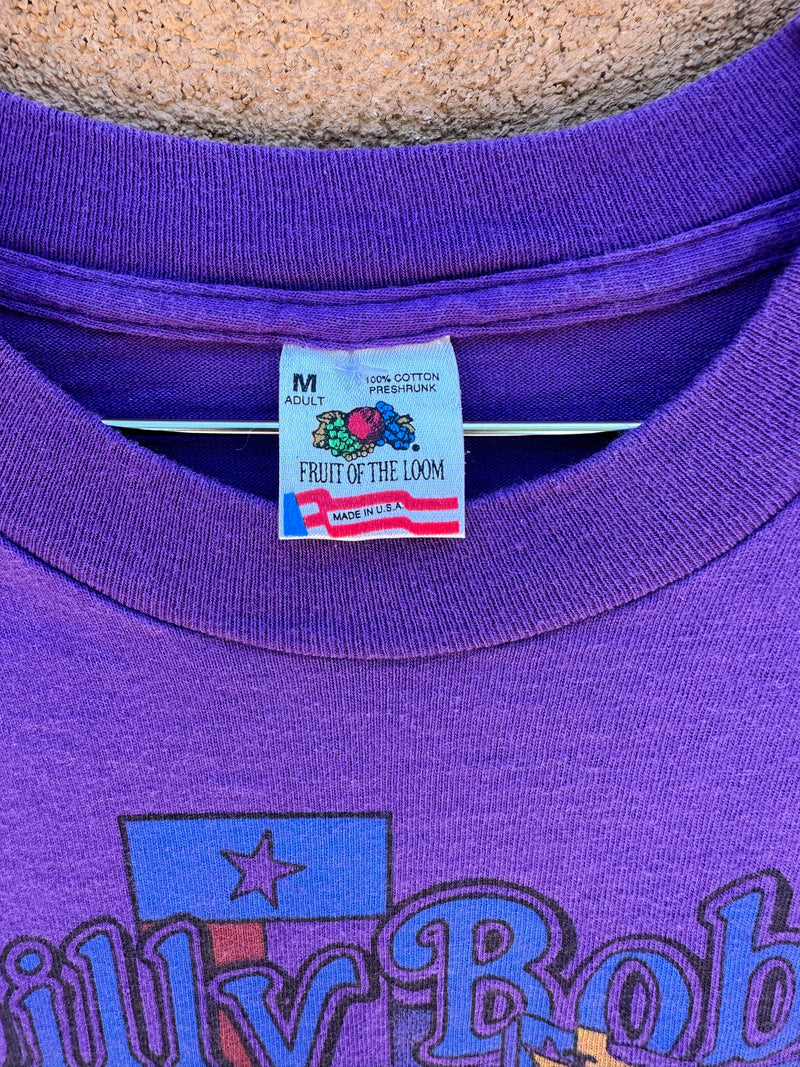 M
ADULT
100% COTTON
PRESHRUNK
FRUIT OF THE LOOM
MADE IN U.S.A.
illy Bob